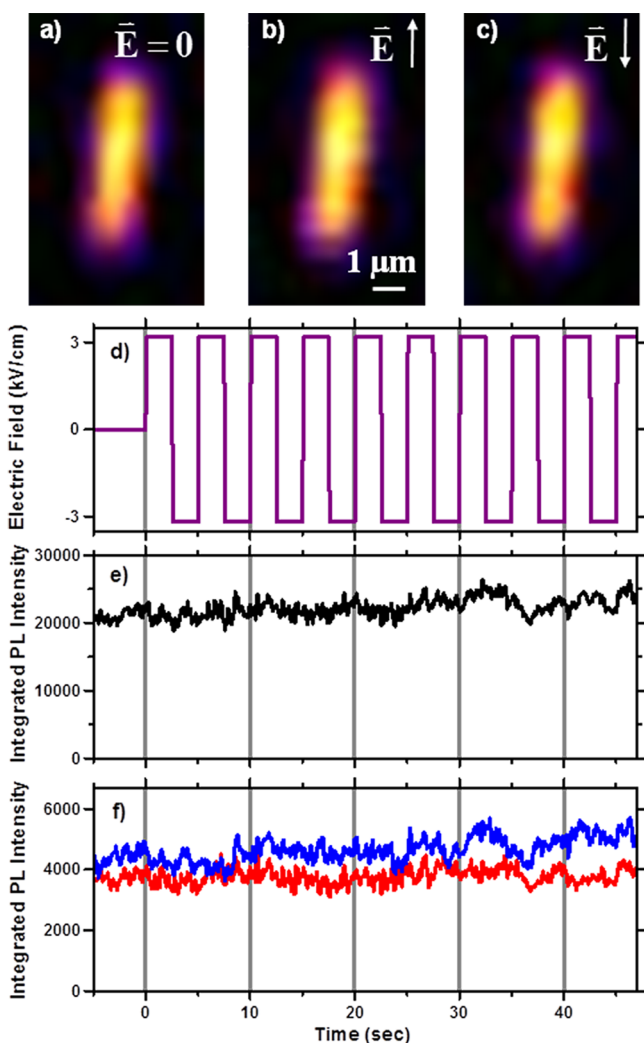 a)
E⃗ = 0
b)
E⃗ ↑
1 μm
c)
E⃗ ↓
d)
Electric Field (kV/cm)
3
0
-3
e)
Integrated PL Intensity
30000
20000
10000
0
f)
Integrated PL Intensity
6000
4000
2000
0
0 10 20 30 40
Time (sec)